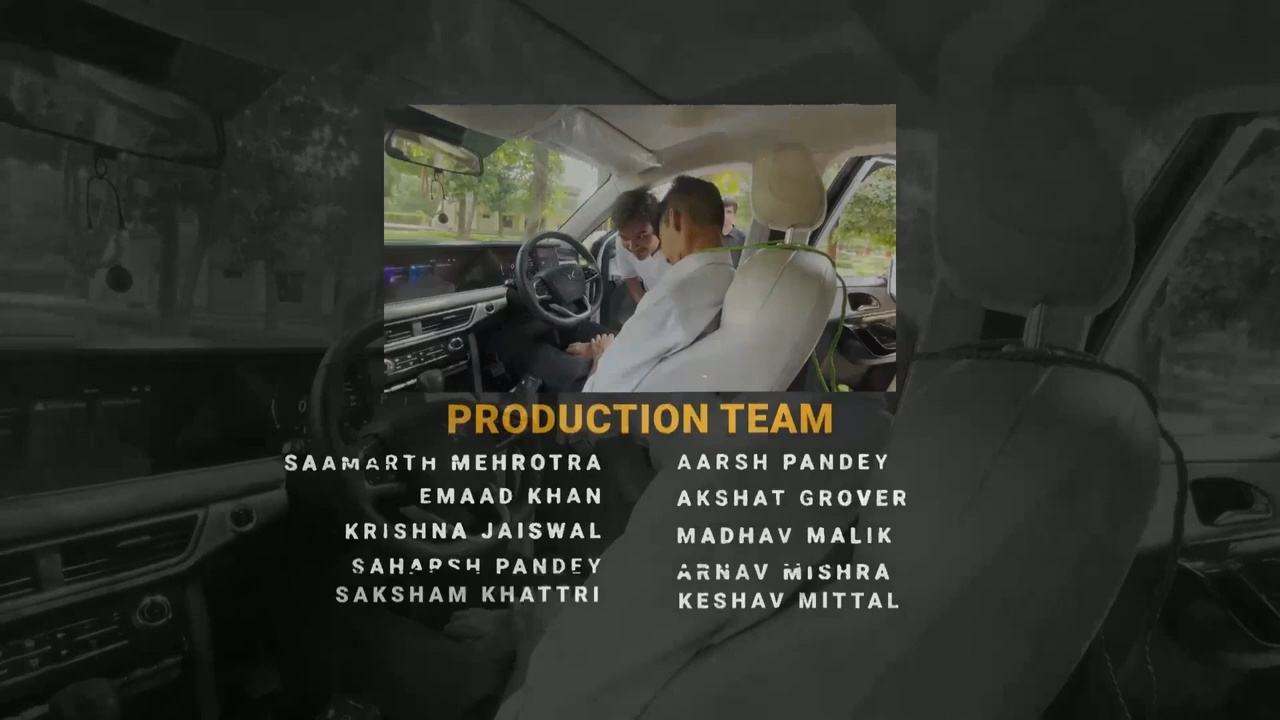 PRODUCTION TEAM
SAAMARTH MEHROTRA
EMAAD KHAN
KRISHNA JAISWAL
SAHARSH PANDEY
SAKSHAM KHATTRI
AARSH PANDEY
AKSHAT GROVER
MADHAV MALIK
ARNAV MISHRA
KESHAV MITTAL